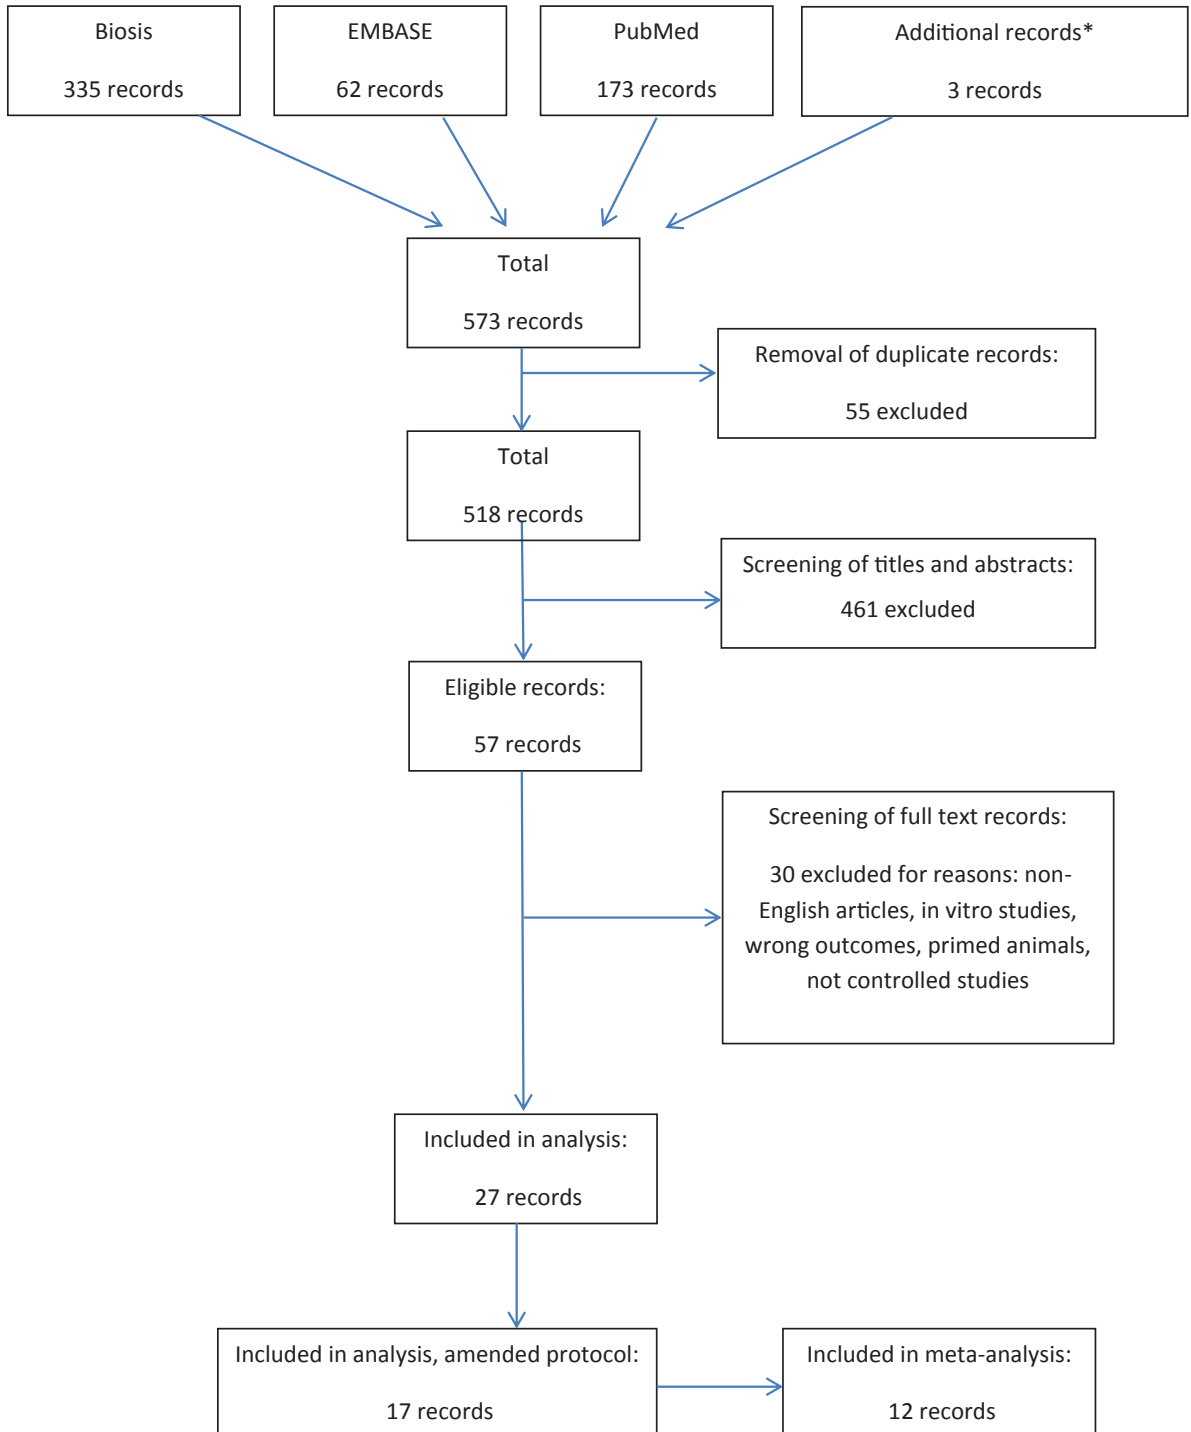 Biosis
335 records
EMBASE
62 records
PubMed
173 records
Additional records*
3 records
Total
573 records
Removal of duplicate records:
55 excluded
Total
518 records
Screening of titles and abstracts:
461 excluded
Eligible records:
57 records
Screening of full text records:
30 excluded for reasons: non-
English articles, in vitro studies,
wrong outcomes, primed animals,
not controlled studies
Included in analysis:
27 records
Included in analysis, amended protocol:
17 records
Included in meta-analysis:
12 records